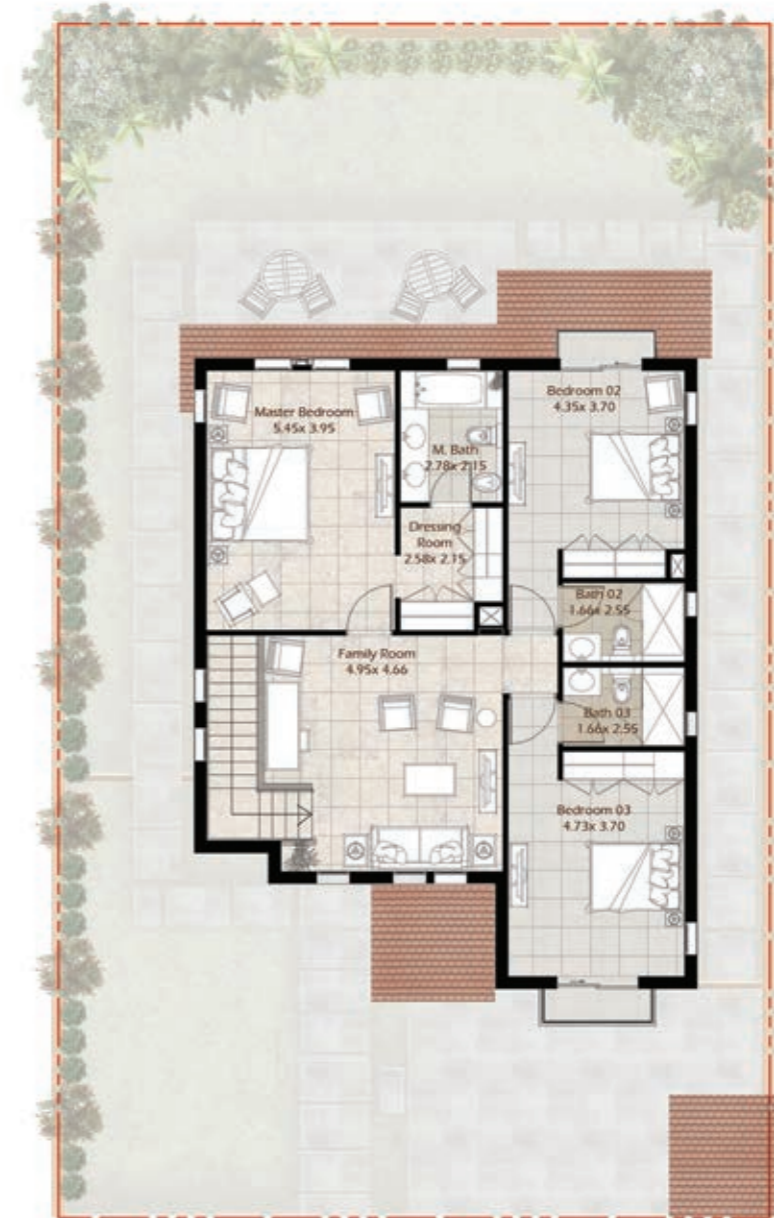 Master Bedroom
5.45x 3.95
M. Bath
2.78x 2.15
Bedroom 02
4.35x 3.70
Dressing
Room
2.58x 2.15
Bath 02
1.66x 2.55
Family Room
4.95x 4.66
Bath 03
1.66x 2.55
Bedroom 03
4.73x 3.70